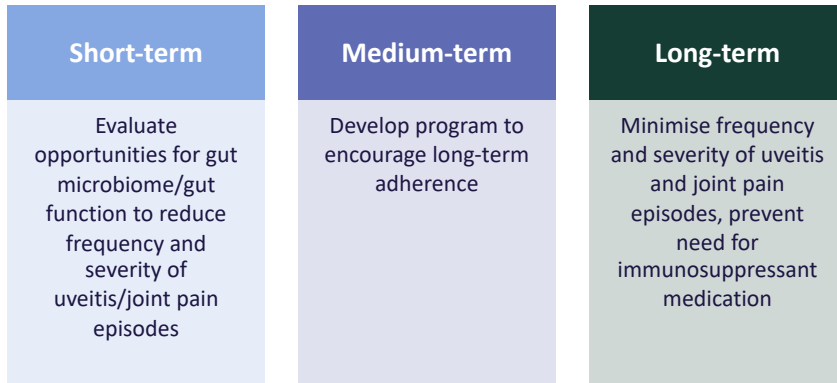 Short-term
Evaluate
opportunities for gut
microbiome/gut
function to reduce
frequency and
severity of
uveitis/joint pain
episodes
Medium-term
Develop program to
encourage long-term
adherence
Long-term
Minimise frequency
and severity of uveitis
and joint pain
episodes, prevent
need for
immunosuppressant
medication